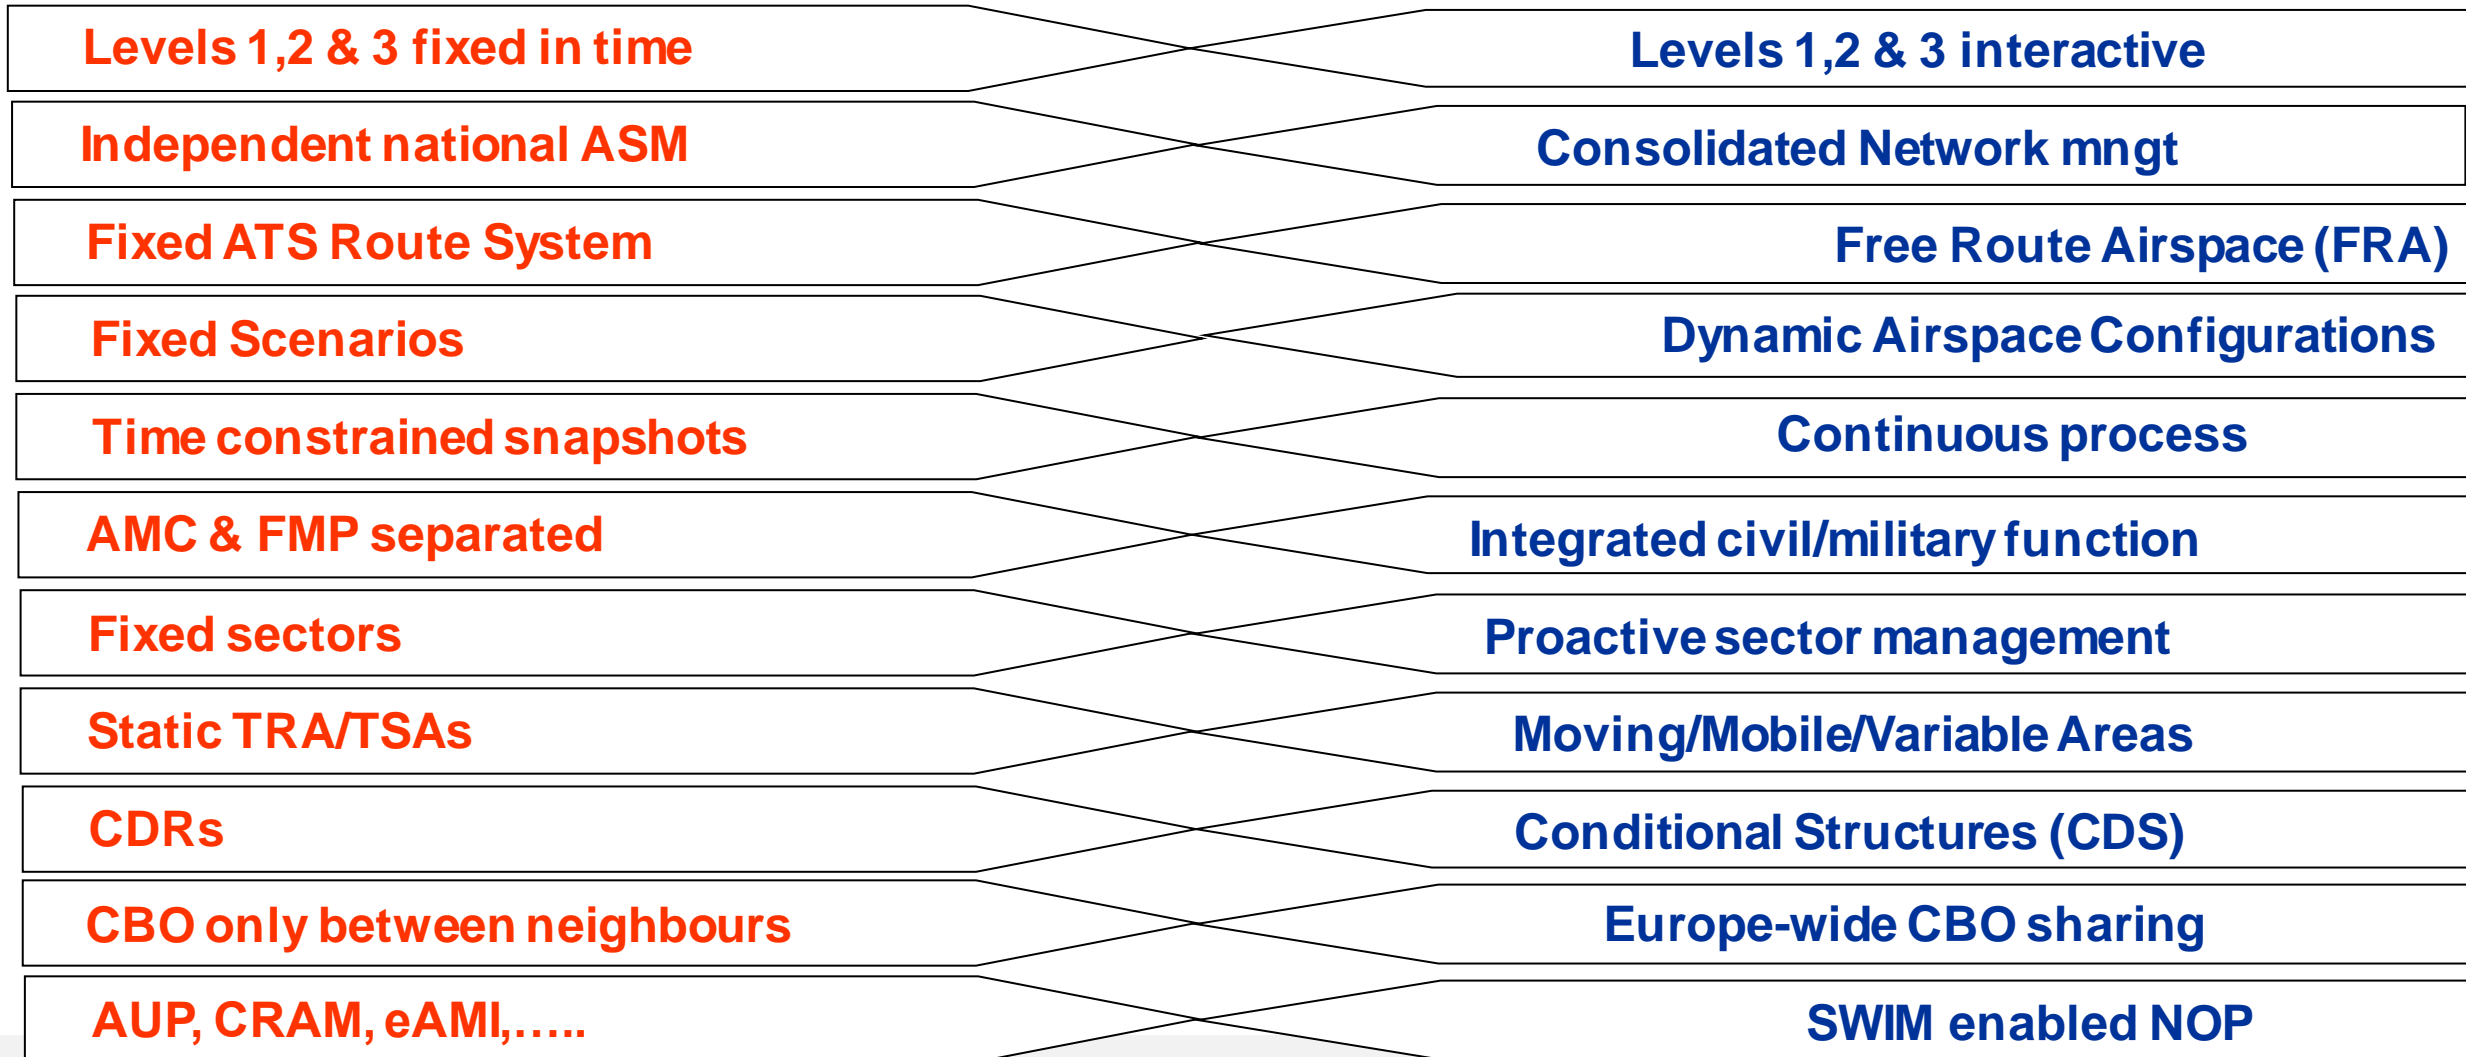 Levels 1,2 & 3 fixed in time
Levels 1,2 & 3 interactive
Independent national ASM
Consolidated Network mngt
Fixed ATS Route System
Free Route Airspace (FRA)
Fixed Scenarios
Dynamic Airspace Configurations
Time constrained snapshots
Continuous process
AMC & FMP separated
Integrated civil/military function
Fixed sectors
Proactive sector management
Static TRA/TSAs
Moving/Mobile/Variable Areas
CDRs
Conditional Structures (CDS)
CBO only between neighbours
Europe-wide CBO sharing
AUP, CRAM, eAMI,.....
SWIM enabled NOP